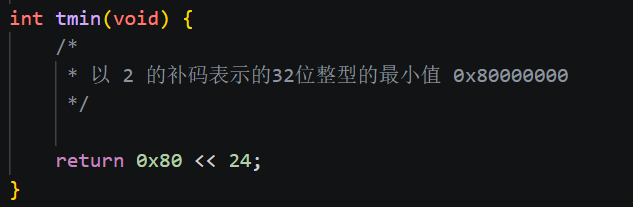 int tmin(void) {
    /*
     * 以 2 的补码表示的32位整型的最小值 0x80000000
     */
    return 0x80 << 24;
}